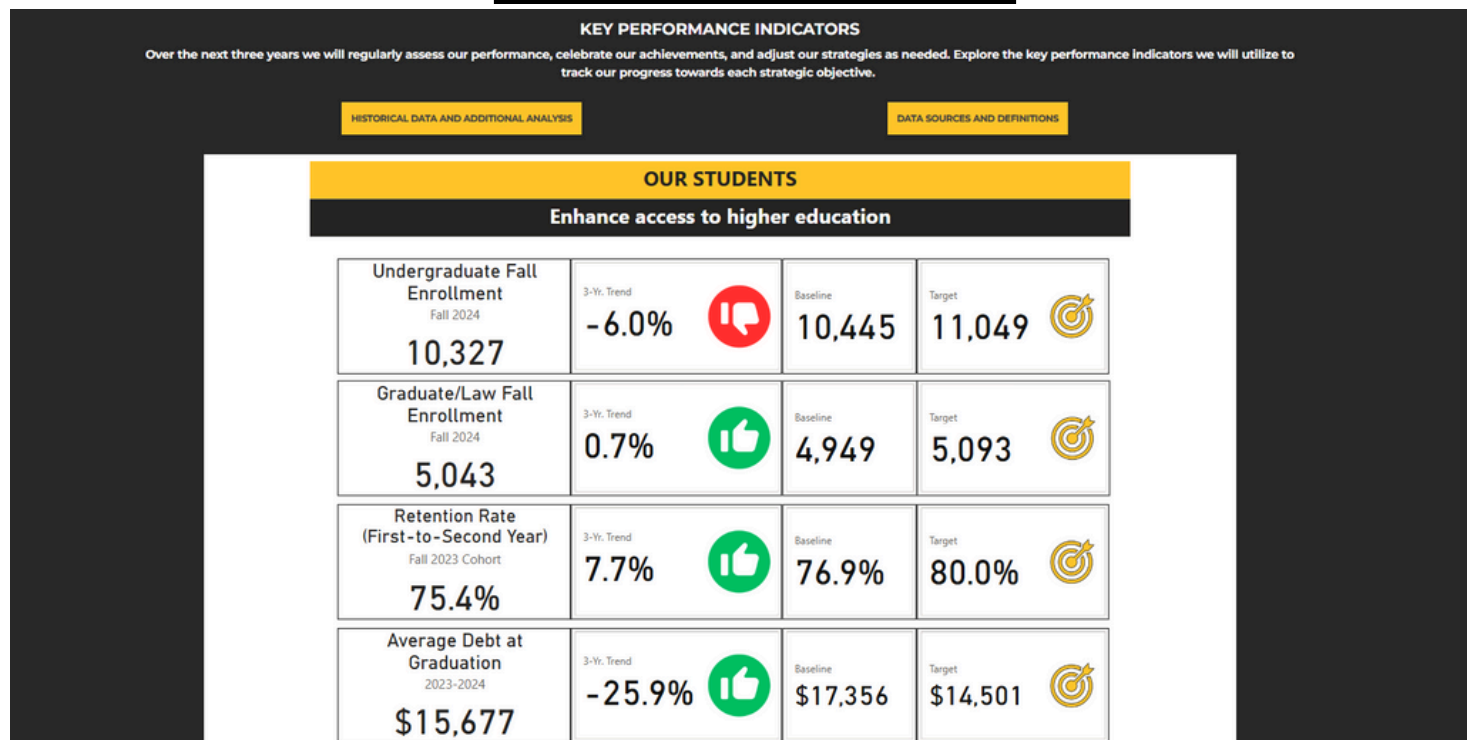 KEY PERFORMANCE INDICATORS
Over the next three years we will regularly assess our performance, celebrate our achievements, and adjust our strategies as needed. Explore the key performance indicators we will utilize to
track our progress towards each strategic objective.
HISTORICAL DATA AND ADDITIONAL ANALYSIS
DATA SOURCES AND DEFINITIONS
OUR STUDENTS
Enhance access to higher education
Undergraduate Fall
Enrollment
Fall 2024
10,327
3-Yr. Trend
-6.0%
Baseline
10,445
Target
11,049
Graduate/Law Fall
Enrollment
Fall 2024
5,043
3-Yr. Trend
0.7%
Baseline
4,949
Target
5,093
Retention Rate
(First-to-Second Year)
Fall 2023 Cohort
75.4%
3-Yr. Trend
7.7%
Baseline
76.9%
Target
80.0%
Average Debt at
Graduation
2023-2024
$15,677
3-Yr. Trend
-25.9%
Baseline
$17,356
Target
$14,501